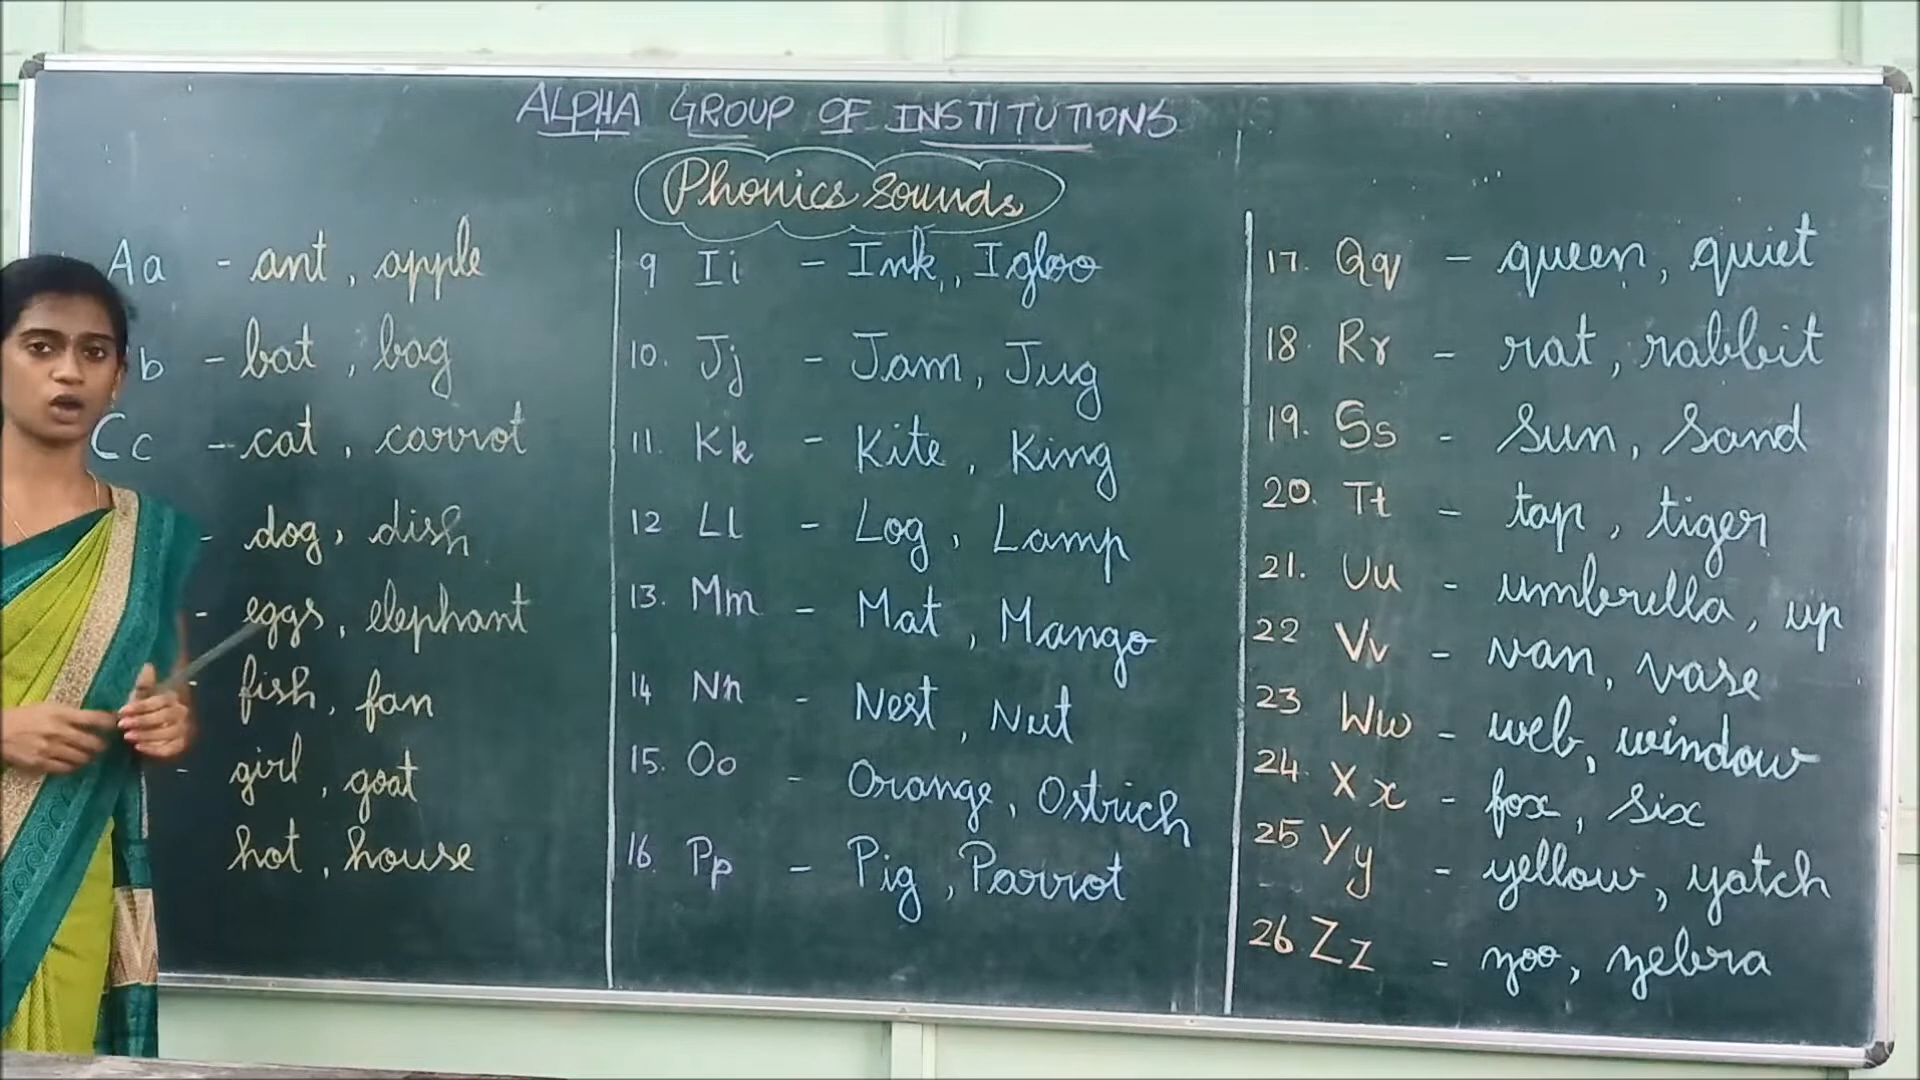 ALPHA GROUP OF INSTITUTIONS
Phonics Sounds
Aa - ant, apple
b - bat, bag
Cc - cat, carrot
- dog, dish
- eggs, elephant
- fish, fan
- girl, goat
hot, house
9 Ii - Ink, Igloo
10. Jj - Jam, Jug
11. Kk - Kite, King
12 Ll - Log, Lamp
13. Mm - Mat, Mango
14 Nn - Nest, Nut
15. Oo - Orange, Ostrich
16. Pp - Pig, Parrot
17. Qq - queen, quiet
18. Rr - rat, rabbit
19. Ss - Sun, Sand
20. Tt - tap, tiger
21. Uu - umbrella, up
22 Vv - van, vase
23 Ww - web, window
24. Xx - fox, six
25 Yy - yellow, yatch
26 Zz - zoo, zebra